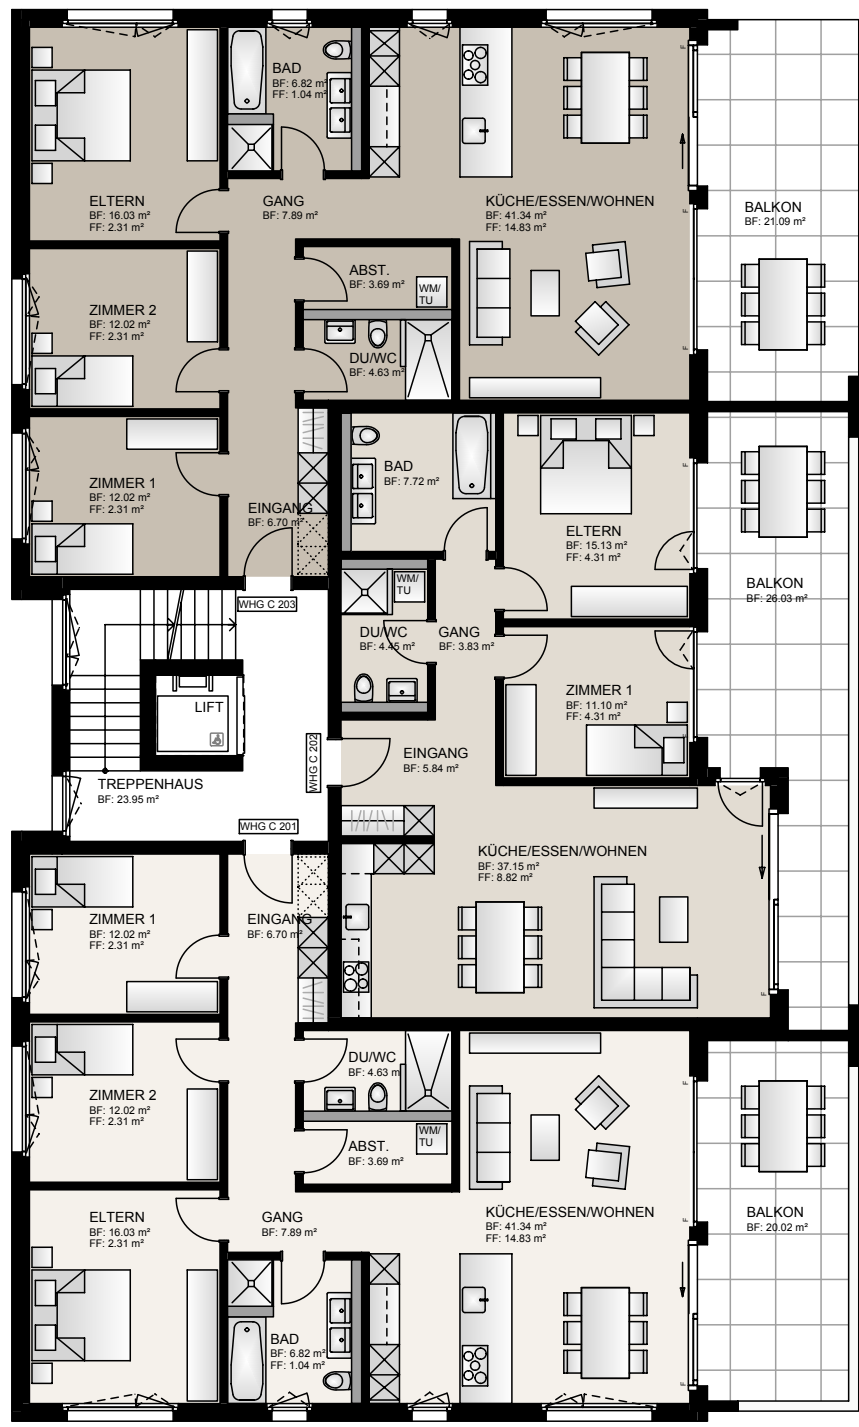 BAD
BF: 6.82 m²
FF: 1.04 m²
ELTERN
BF: 16.03 m²
FF: 2.31 m²
GANG
BF: 7.89 m²
KÜCHE/ESSEN/WOHNEN
BF: 41.34 m²
FF: 14.83 m²
BALKON
BF: 21.09 m²
ABST.
BF: 3.69 m²
WM/
TU
ZIMMER 2
BF: 12.02 m²
FF: 2.31 m²
DU/WC
BF: 4.63 m²
ZIMMER 1
BF: 12.02 m²
FF: 2.31 m²
EINGANG
BF: 6.70 m²
BAD
BF: 7.72 m²
ELTERN
BF: 15.13 m²
FF: 4.31 m²
BALKON
BF: 26.03 m²
WHG C 203
WM/
TU
DU/WC
BF: 4.45 m²
GANG
BF: 3.83 m²
ZIMMER 1
BF: 11.10 m²
FF: 4.31 m²
LIFT
EINGANG
BF: 5.84 m²
WHG C 202
TREPPENHAUS
BF: 23.95 m²
WHG C 201
KÜCHE/ESSEN/WOHNEN
BF: 37.15 m²
FF: 8.82 m²
ZIMMER 1
BF: 12.02 m²
FF: 2.31 m²
EINGANG
BF: 6.70 m²
ZIMMER 2
BF: 12.02 m²
FF: 2.31 m²
DU/WC
BF: 4.63 m
ABST.
BF: 3.69 m²
WM/
TU
ELTERN
BF: 16.03 m²
FF: 2.31 m²
GANG
BF: 7.89 m²
KÜCHE/ESSEN/WOHNEN
BF: 41.34 m²
FF: 14.83 m²
BALKON
BF: 20.02 m²
BAD
BF: 6.82 m²
FF: 1.04 m²